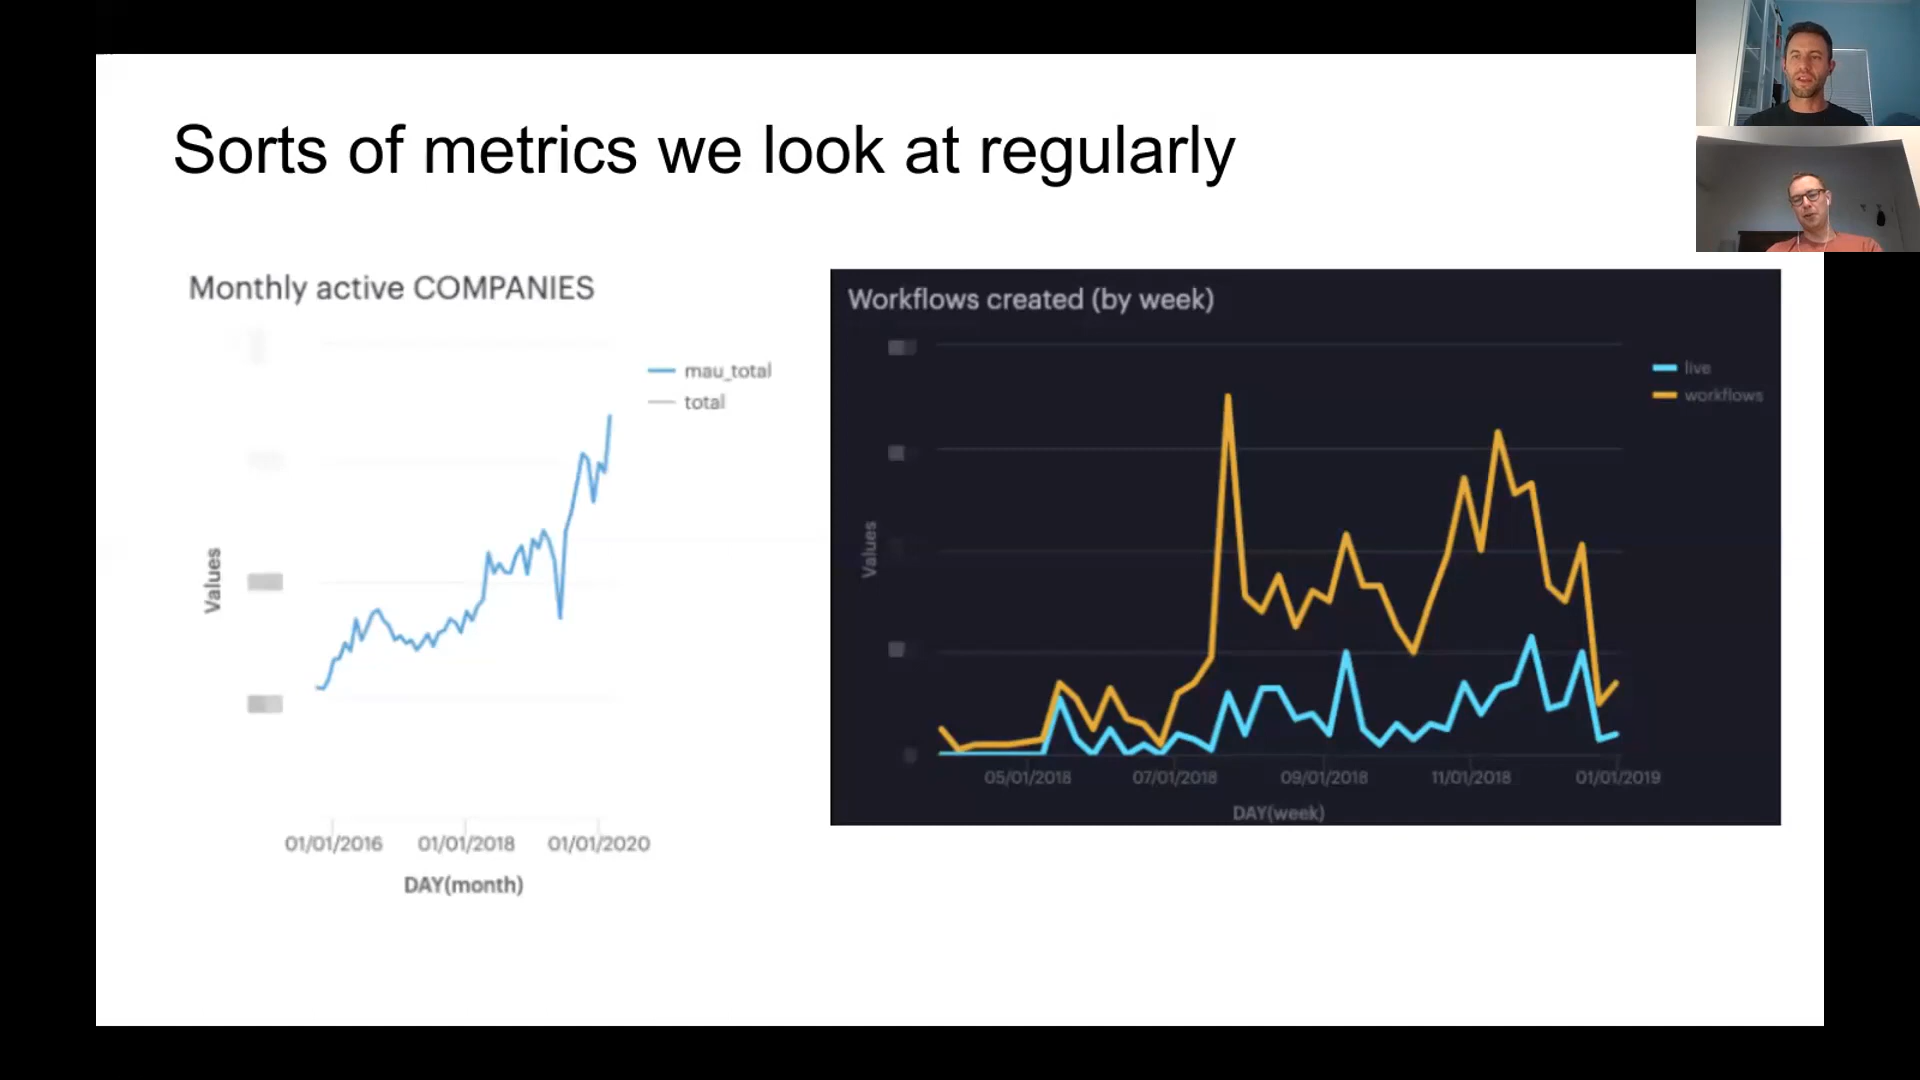 Sorts of metrics we look at regularly
Monthly active COMPANIES
mau_total
total
Values
01/01/2016 01/01/2018 01/01/2020
DAY(month)
Workflows created (by week)
live
workflows
Values
05/01/2018 07/01/2018 09/01/2018 11/01/2018 01/01/2019
DAY(week)